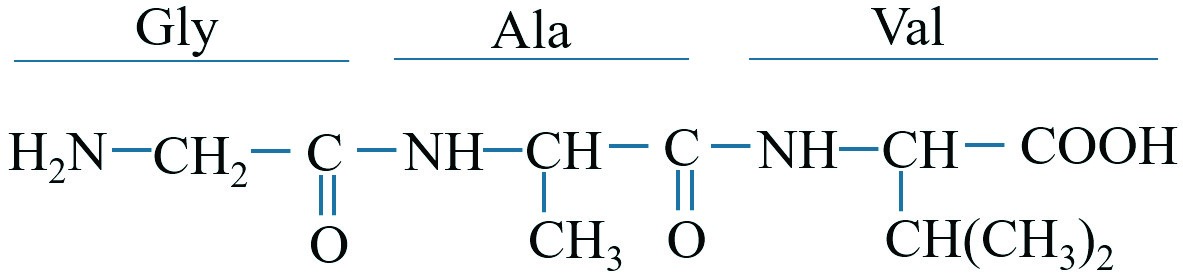 Gly Ala Val
H₂N—CH₂—C—NH—CH—C—NH—CH—COOH
O CH₃ O CH(CH₃)₂